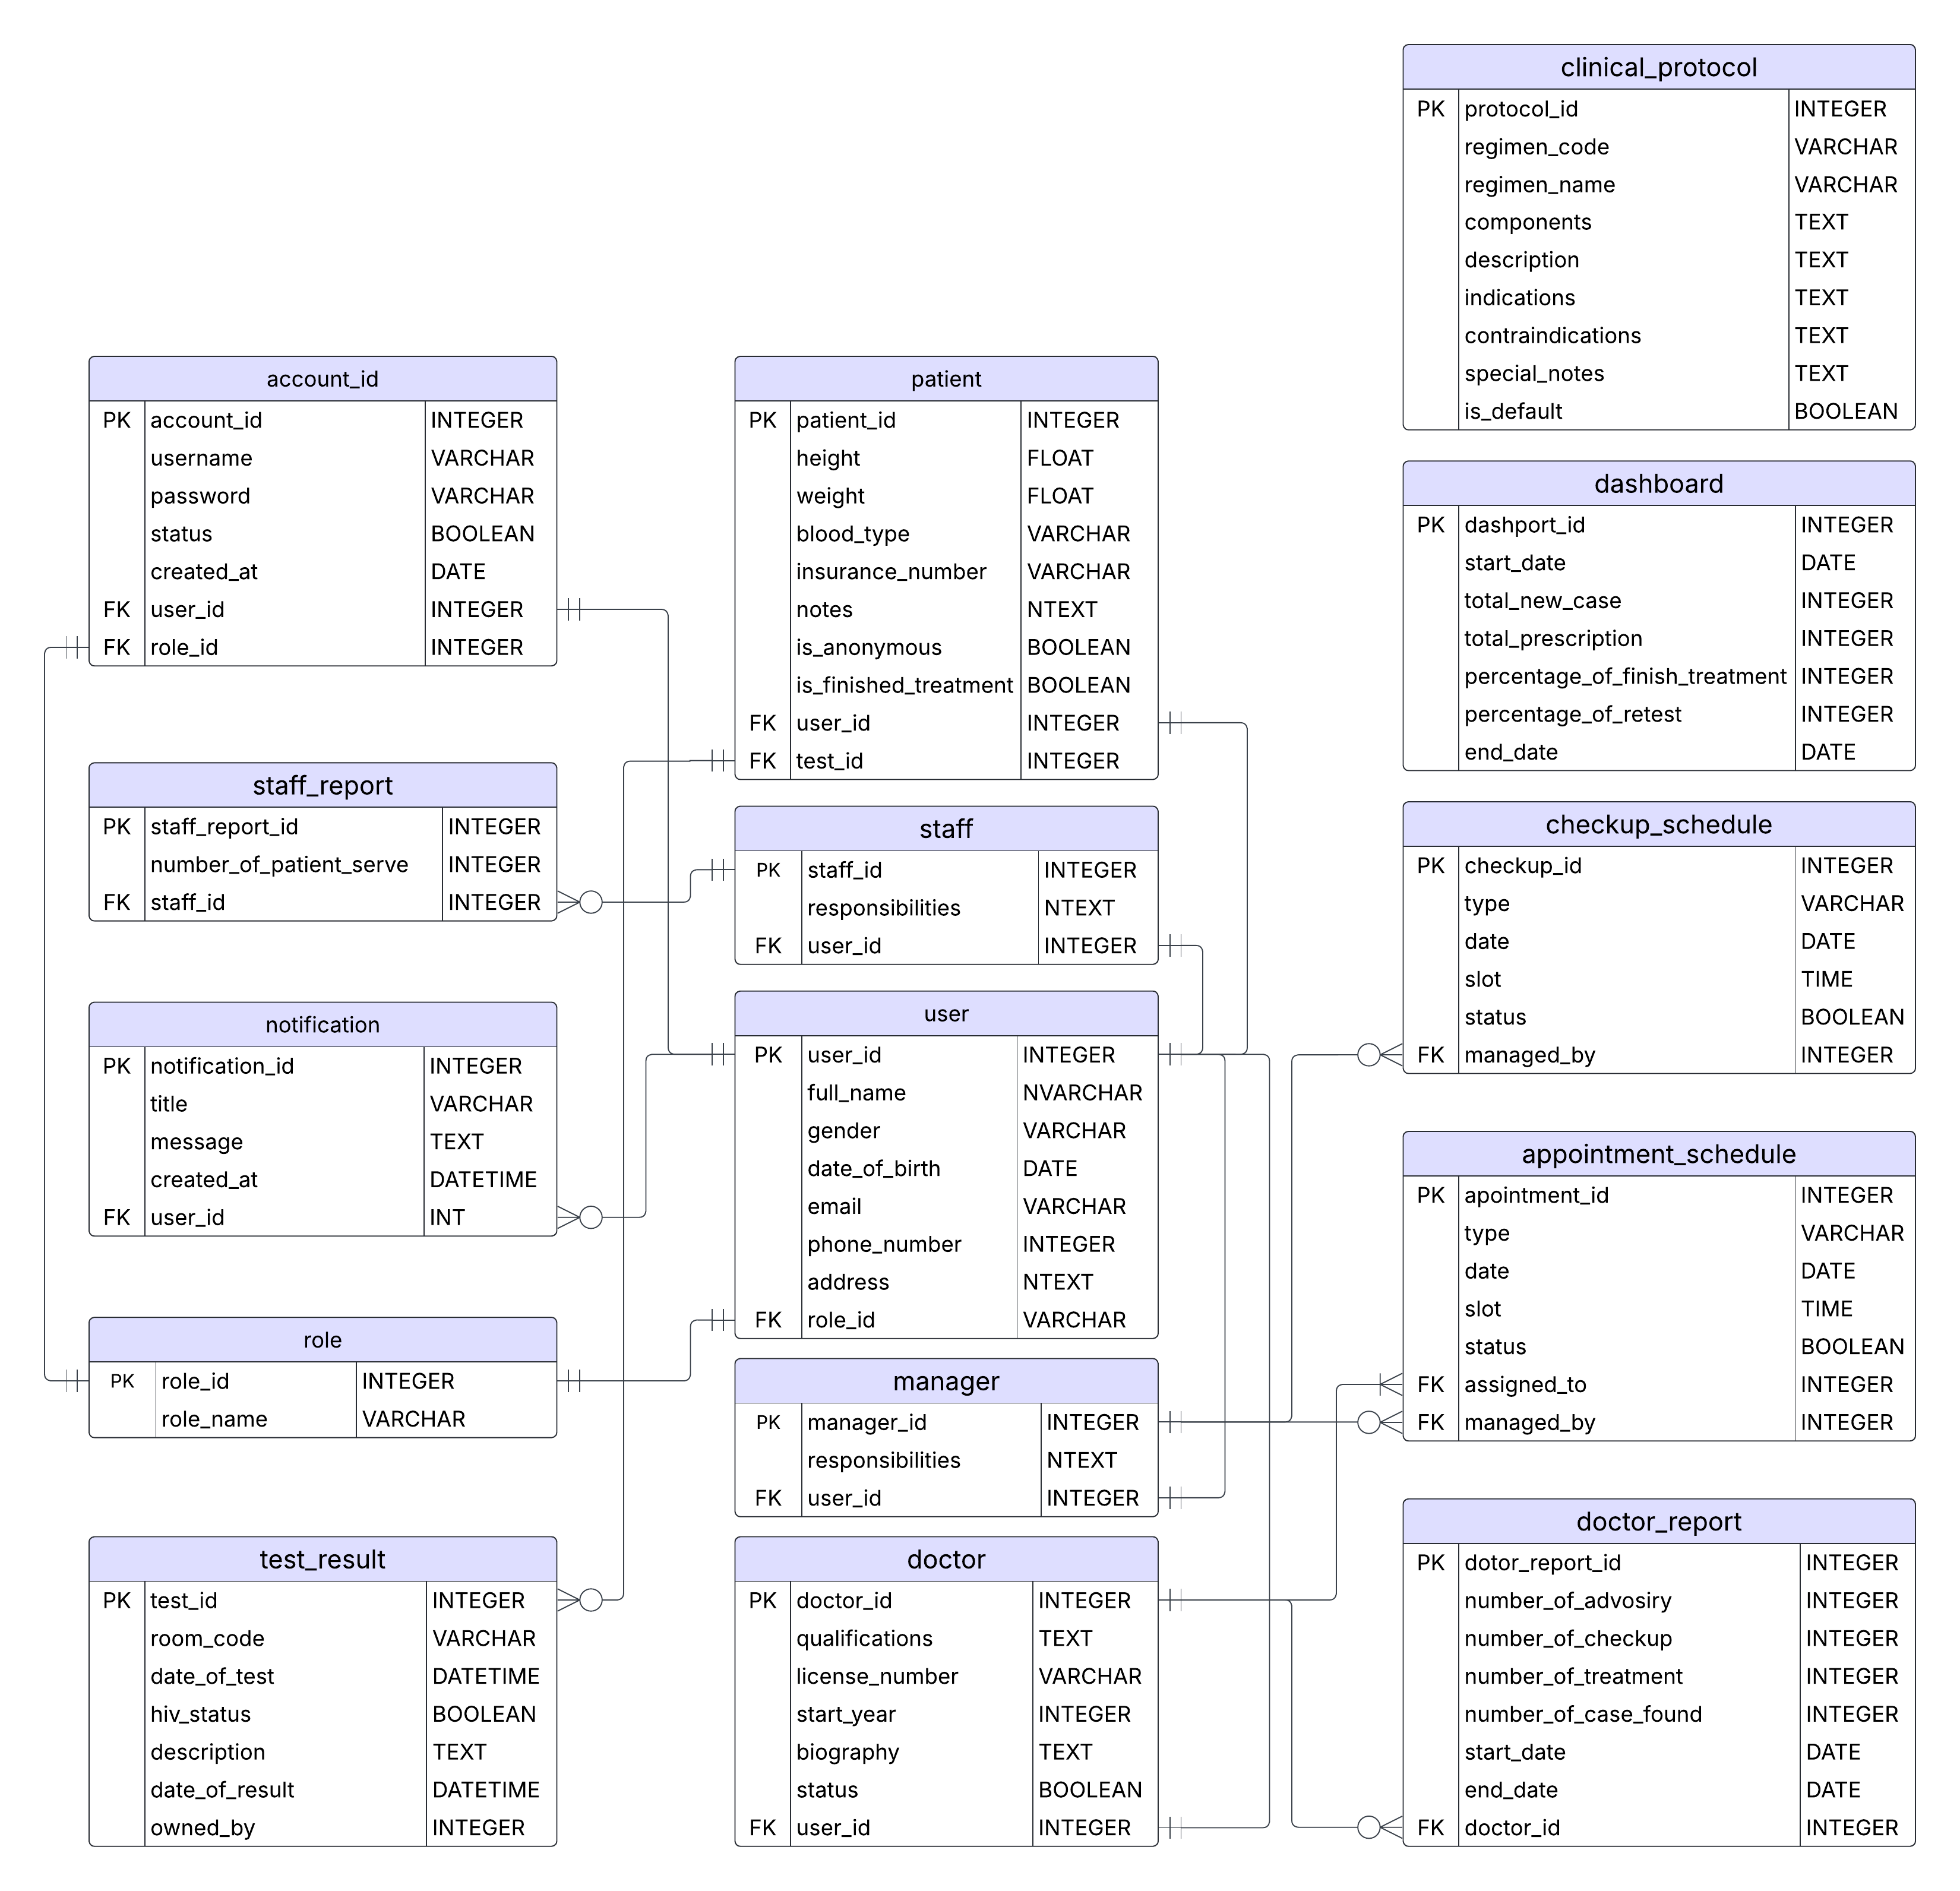 clinical_protocol
PK protocol_id INTEGER
regimen_code VARCHAR
regimen_name VARCHAR
components TEXT
description TEXT
indications TEXT
contraindications TEXT
special_notes TEXT
is_default BOOLEAN
account_id
PK account_id INTEGER
username VARCHAR
password VARCHAR
status BOOLEAN
created_at DATE
FK user_id INTEGER
FK role_id INTEGER
patient
PK patient_id INTEGER
height FLOAT
weight FLOAT
blood_type VARCHAR
insurance_number VARCHAR
notes NTEXT
is_anonymous BOOLEAN
is_finished_treatment BOOLEAN
FK user_id INTEGER
FK test_id INTEGER
dashboard
PK dashport_id INTEGER
start_date DATE
total_new_case INTEGER
total_prescription INTEGER
percentage_of_finish_treatment INTEGER
percentage_of_retest INTEGER
end_date DATE
staff_report
PK staff_report_id INTEGER
number_of_patient_serve INTEGER
FK staff_id INTEGER
staff
PK staff_id INTEGER
responsibilities NTEXT
FK user_id INTEGER
checkup_schedule
PK checkup_id INTEGER
type VARCHAR
date DATE
slot TIME
status BOOLEAN
FK managed_by INTEGER
notification
PK notification_id INTEGER
title VARCHAR
message TEXT
created_at DATETIME
FK user_id INT
user
PK user_id INTEGER
full_name NVARCHAR
gender VARCHAR
date_of_birth DATE
email VARCHAR
phone_number INTEGER
address NTEXT
FK role_id VARCHAR
appointment_schedule
PK apointment_id INTEGER
type VARCHAR
date DATE
slot TIME
status BOOLEAN
FK assigned_to INTEGER
FK managed_by INTEGER
role
PK role_id INTEGER
role_name VARCHAR
manager
PK manager_id INTEGER
responsibilities NTEXT
FK user_id INTEGER
test_result
PK test_id INTEGER
room_code VARCHAR
date_of_test DATETIME
hiv_status BOOLEAN
description TEXT
date_of_result DATETIME
owned_by INTEGER
doctor
PK doctor_id INTEGER
qualifications TEXT
license_number VARCHAR
start_year INTEGER
biography TEXT
status BOOLEAN
FK user_id INTEGER
doctor_report
PK dotor_report_id INTEGER
number_of_advosiry INTEGER
number_of_checkup INTEGER
number_of_treatment INTEGER
number_of_case_found INTEGER
start_date DATE
end_date DATE
FK doctor_id INTEGER